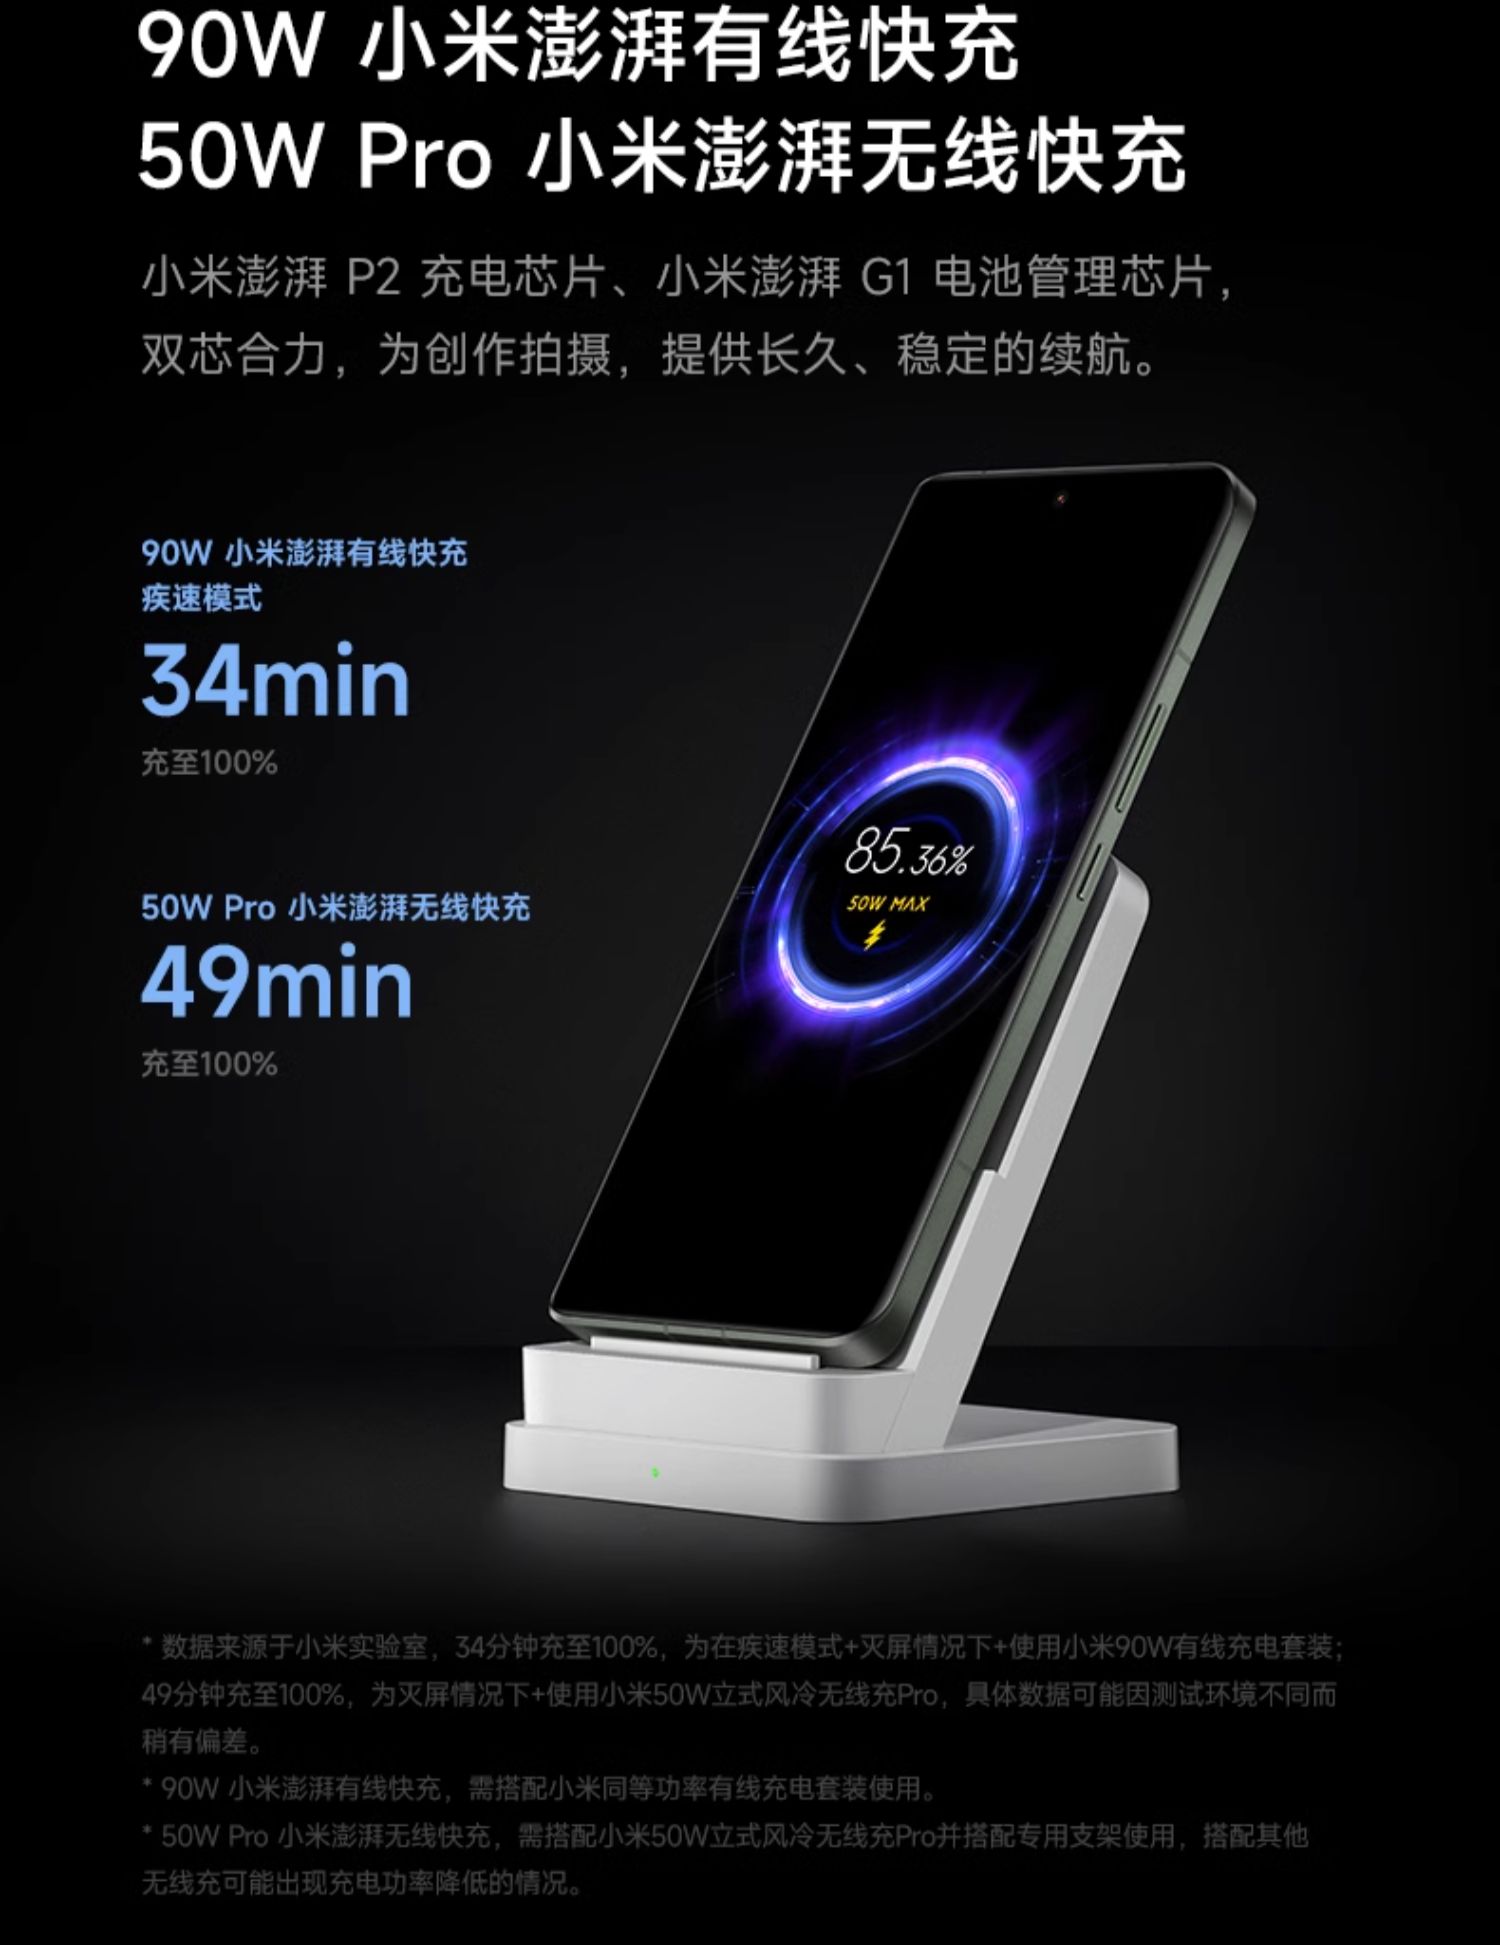 90W 小米澎湃有线快充
50W Pro 小米澎湃无线快充
小米澎湃 P2 充电芯片、小米澎湃 G1 电池管理芯片，
双芯合力，为创作拍摄，提供长久、稳定的续航。
90W 小米澎湃有线快充
疾速模式
34min
充至100%
50W Pro 小米澎湃无线快充
49min
充至100%
85.36%
50W MAX
* 数据来源于小米实验室，34分钟充至100%，为在疾速模式+灭屏情况下+使用小米90W有线充电套装；
49分钟充至100%，为灭屏情况下+使用小米50W立式风冷无线充Pro，具体数据可能因测试环境不同而
稍有偏差。
* 90W 小米澎湃有线快充，需搭配小米同等功率有线充电套装使用。
* 50W Pro 小米澎湃无线快充，需搭配小米50W立式风冷无线充Pro并搭配专用支架使用，搭配其他
无线充可能出现充电功率降低的情况。